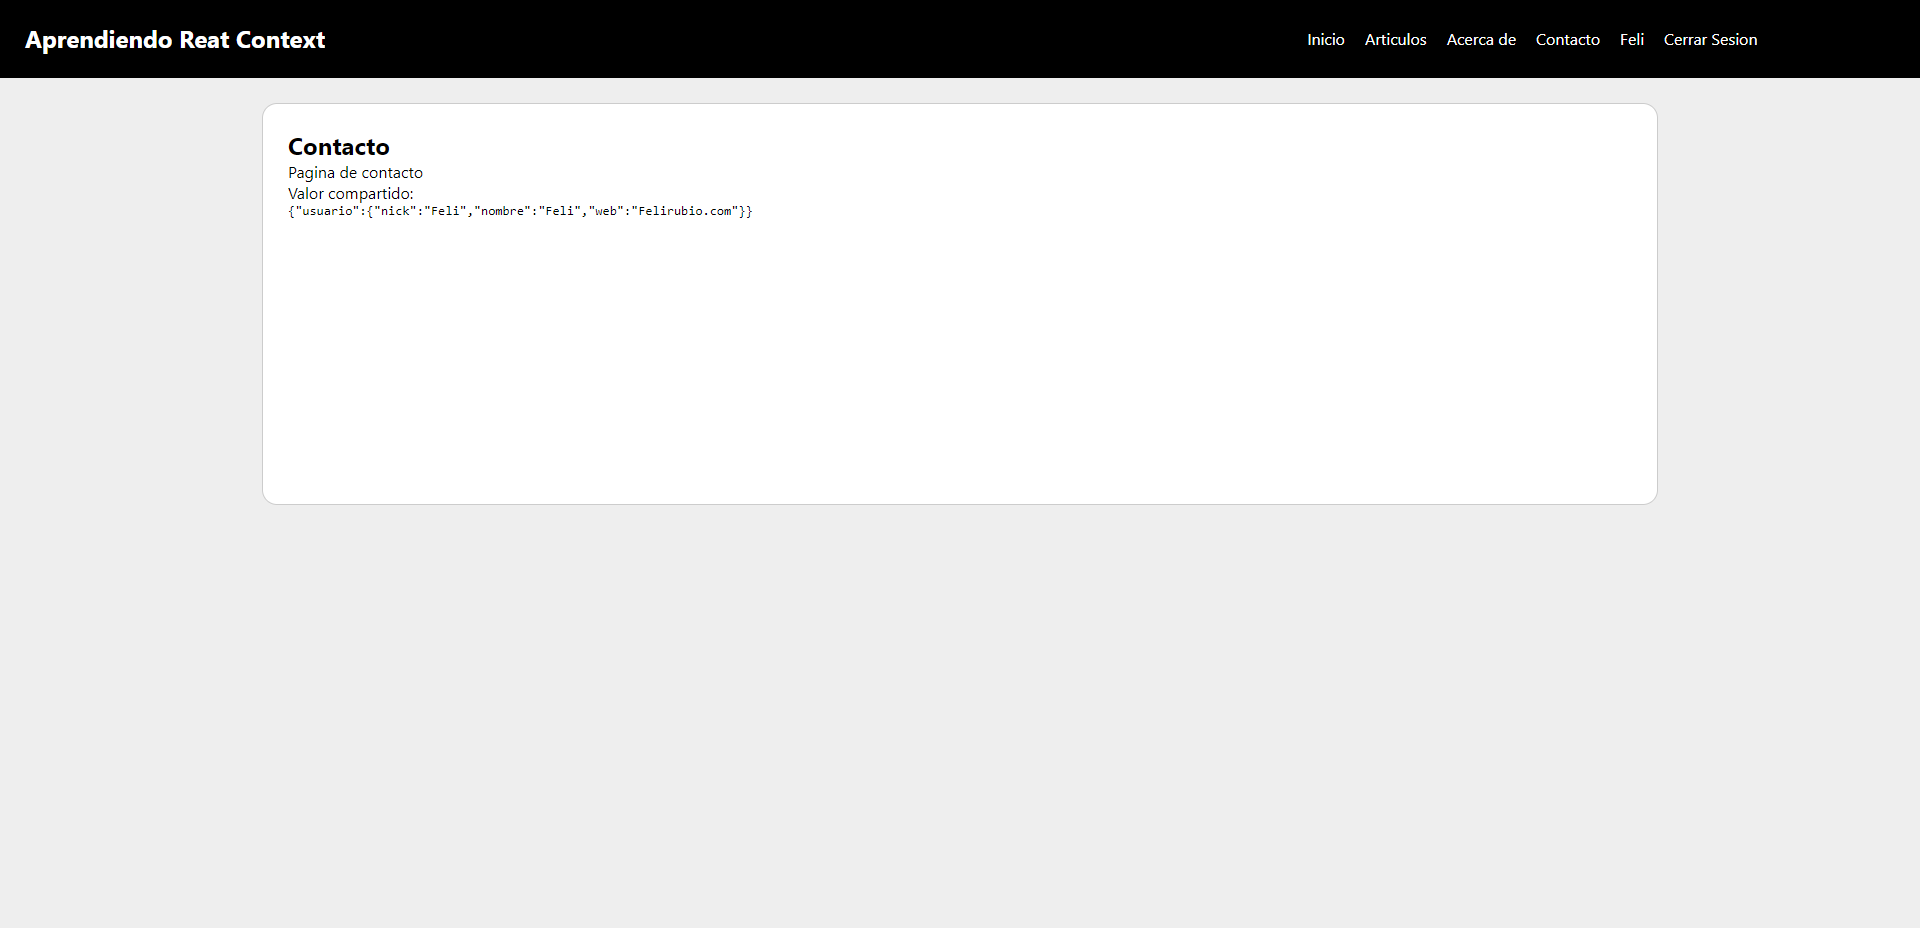 Aprendiendo Reat Context
Inicio Articulos Acerca de Contacto Feli Cerrar Sesion
Contacto
Pagina de contacto
Valor compartido:
{"usuario":{"nick":"Feli","nombre":"Feli","web":"Felirubio.com"}}